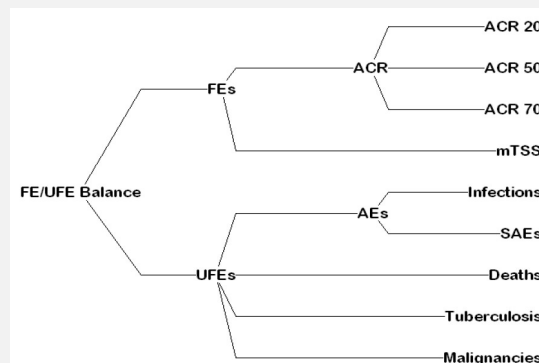 ACR 20
ACR
ACR 50
FEs
ACR 70
mTSS
FE/UFE Balance
Infections
AEs
SAEs
UFEs
Deaths
Tuberculosis
Malignancies